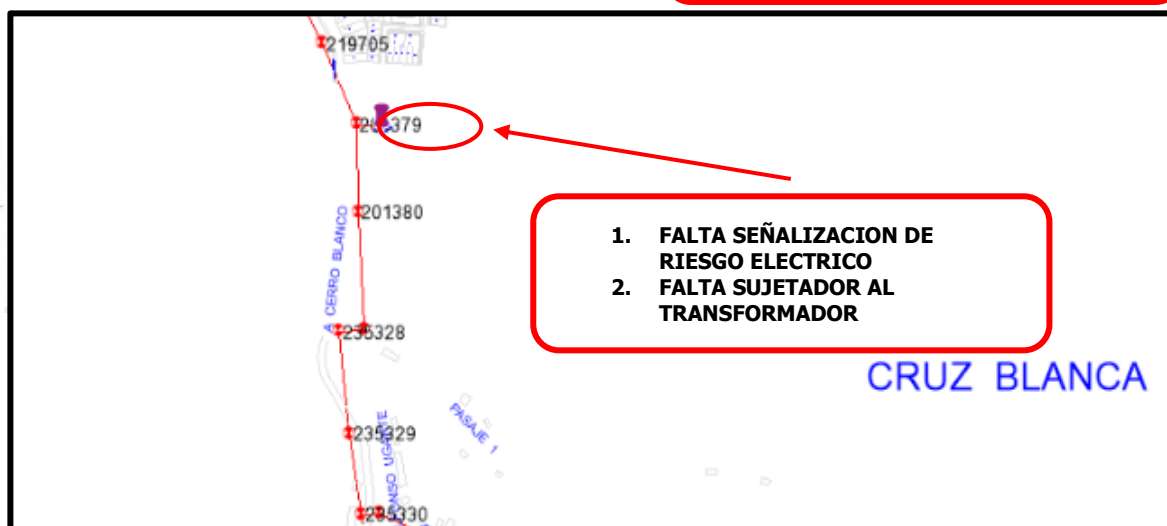 219705
379
201380
A CERRO BLANCO
1. FALTA SEÑALIZACION DE
RIESGO ELECTRICO
2. FALTA SUJETADOR AL
TRANSFORMADOR
235328
CRUZ BLANCA
PASAJE 1
235329
UGARTE
235330